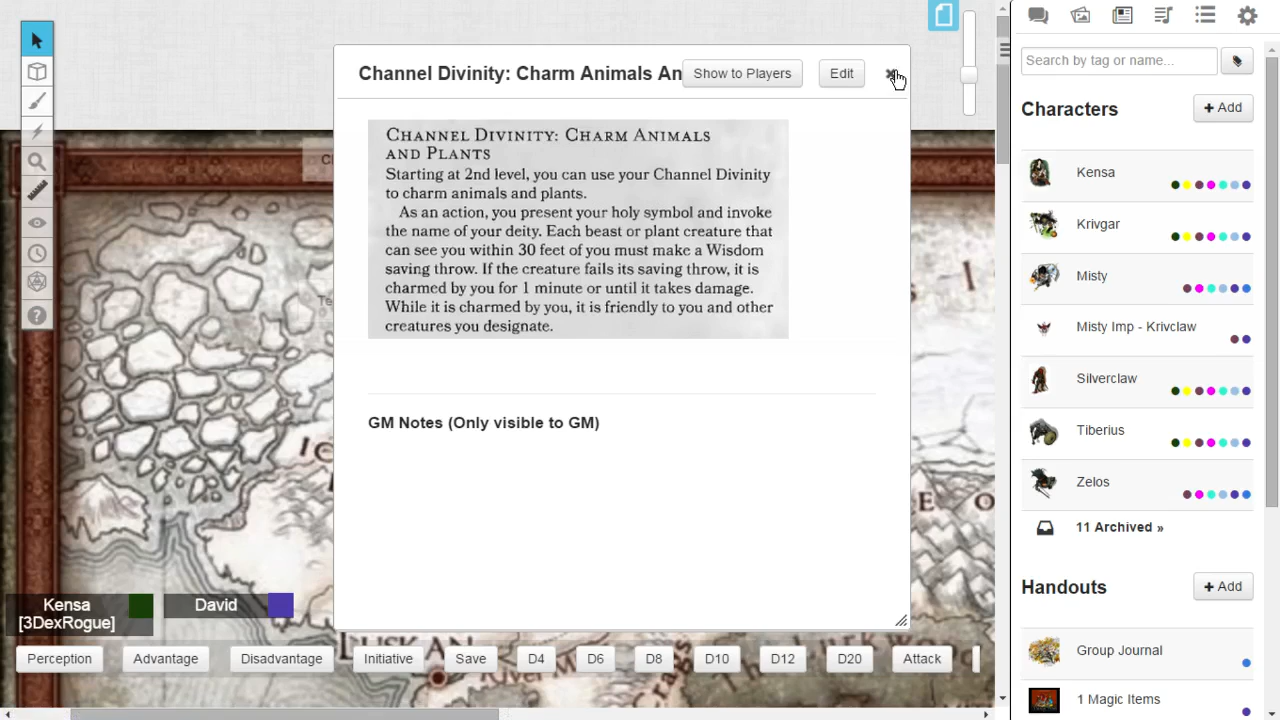 Channel Divinity: Charm Animals An
Show to Players
Edit
CHANNEL DIVINITY: CHARM ANIMALS
AND PLANTS
Starting at 2nd level, you can use your Channel Divinity
to charm animals and plants.
As an action, you present your holy symbol and invoke
the name of your deity. Each beast or plant creature that
can see you within 30 feet of you must make a Wisdom
saving throw. If the creature fails its saving throw, it is
charmed by you for 1 minute or until it takes damage.
While it is charmed by you, it is friendly to you and other
creatures you designate.
GM Notes (Only visible to GM)
Kensa
[3DexRogue]
David
Perception
Advantage
Disadvantage
Initiative
Save
D4
D6
D8
D10
D12
D20
Attack
Search by tag or name...
Characters
+ Add
Kensa
Krivgar
Misty
Misty Imp - Krivclaw
Silverclaw
Tiberius
Zelos
11 Archived »
Handouts
+ Add
Group Journal
1 Magic Items